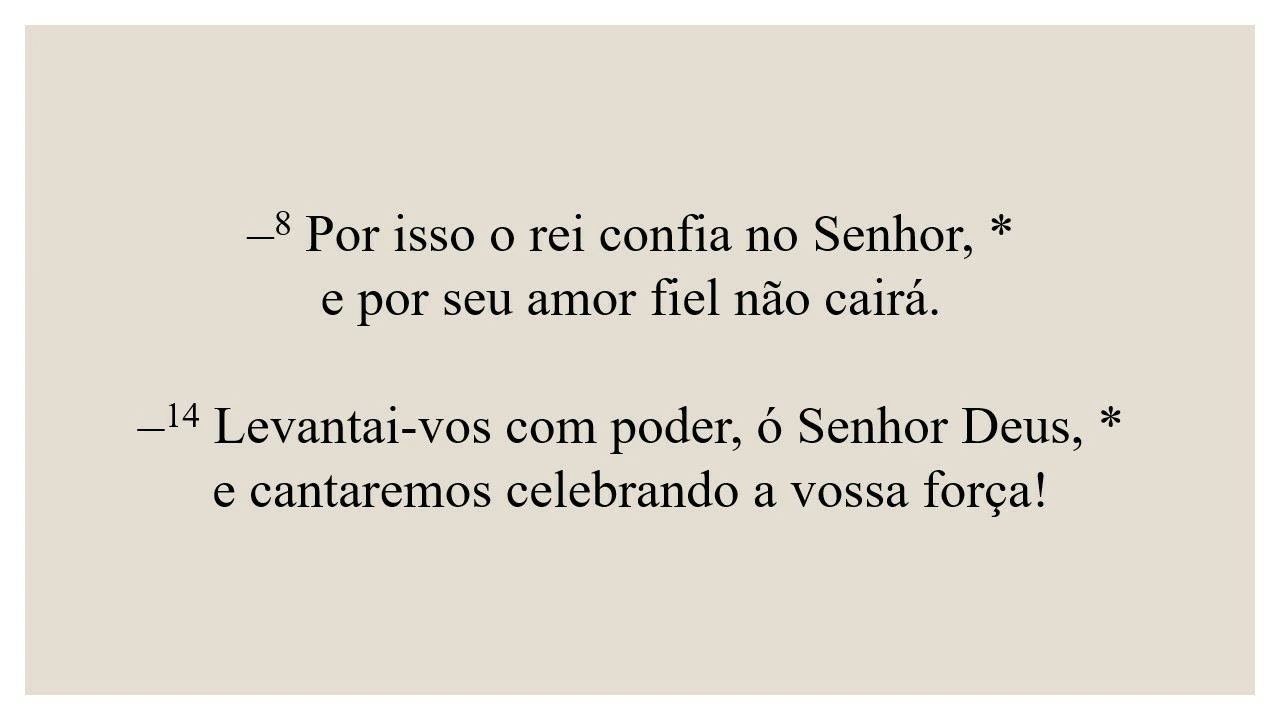 –⁸ Por isso o rei confia no Senhor, *
e por seu amor fiel não cairá.
–¹⁴ Levantai-vos com poder, ó Senhor Deus, *
e cantaremos celebrando a vossa força!